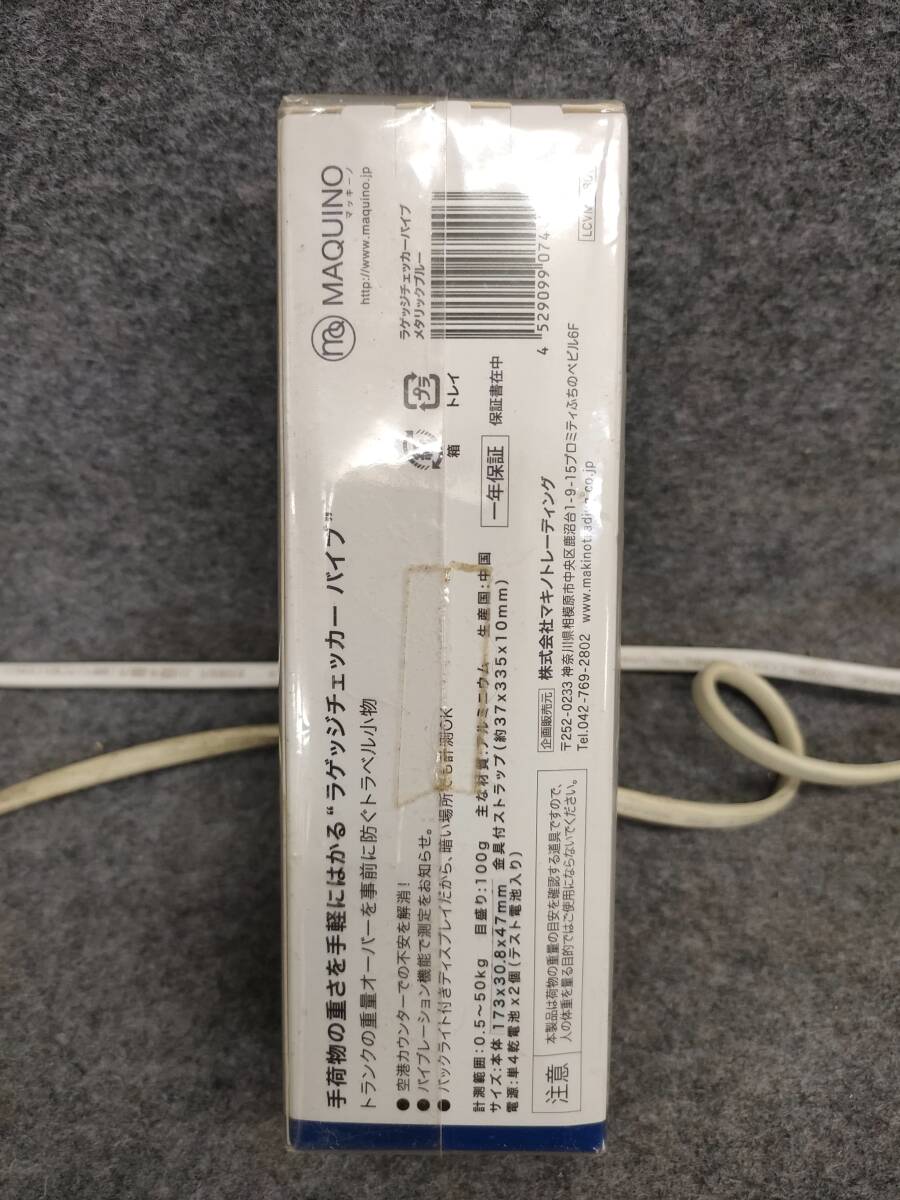 手荷物の重さを手軽にはかる“ラゲッジチェッカー バイブ”
トランクの重量オーバーを事前に防ぐトラベル小物
● 空港カウンターでの不安を解消！
● バイブレーション機能で測定をお知らせ。
● バックライト付きディスプレイだから、暗い場所でも計測OK
計測範囲：0.5〜50kg 目盛り：100g 主な材質：アルミニウム 生産国：中国
サイズ：本体 173x30.8x47mm 金具付ストラップ（約37x335x10mm）
電源：単4乾電池x2個（テスト電池入り）
注意
本製品は荷物の重量の目安を確認する道具ですので、
人の体重を量る目的ではご使用にならないでください。
MAQUINO
マッキーノ
http://www.maquino.jp
ラゲッジチェッカーバイブ
メタリックブルー
プラ
トレイ
箱
一年保証
保証書在中
4 529099 074
LCVM
企画販売元 株式会社マキノトレーディング
〒252-0233 神奈川県相模原市中央区鹿沼台1-9-15プロミティふちのべビル6F
Tel.042-769-2802 www.makinotrading.co.jp